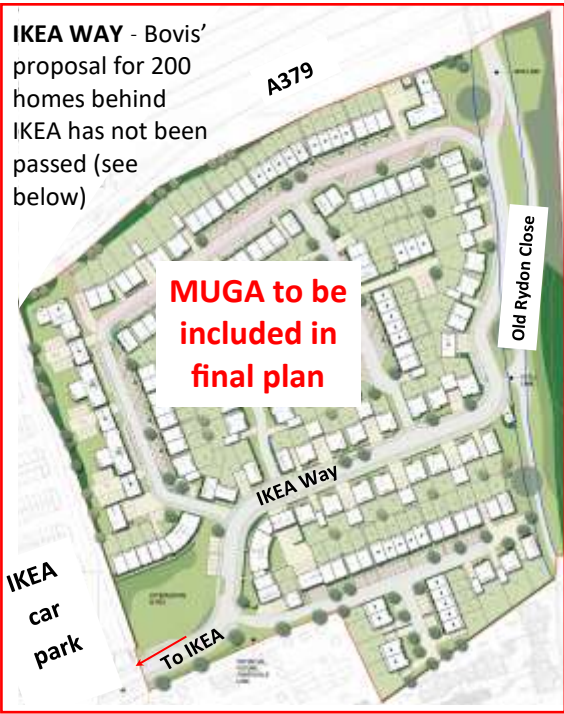 IKEA WAY - Bovis'
proposal for 200
homes behind
IKEA has not been
passed (see
below)
A379
Old Rydon Close
MUGA to be
included in
final plan
IKEA Way
IKEA
car
park
To IKEA